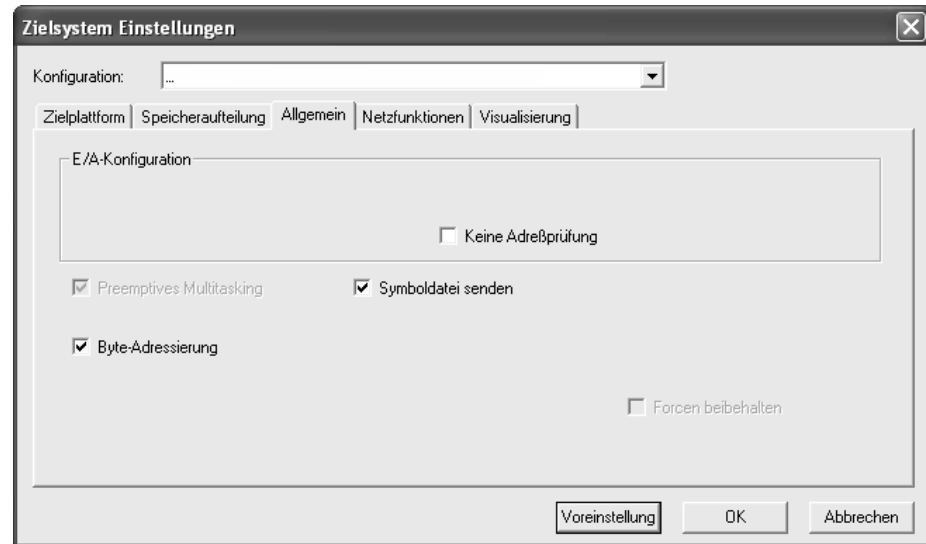 Zielsystem Einstellungen
Konfiguration: ...
Zielplattform Speicheraufteilung Allgemein Netzfunktionen Visualisierung
E/A-Konfiguration
Keine Adreßprüfung
Preemptives Multitasking Symboldatei senden
Byte-Adressierung
Forcen beibehalten
Voreinstellung OK Abbrechen